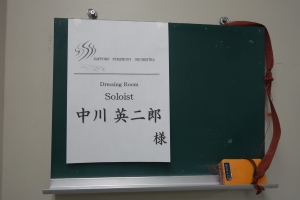 SAPPORO SYMPHONY ORCHESTRA
Dressing Room
Soloist
中川 英二郎
様